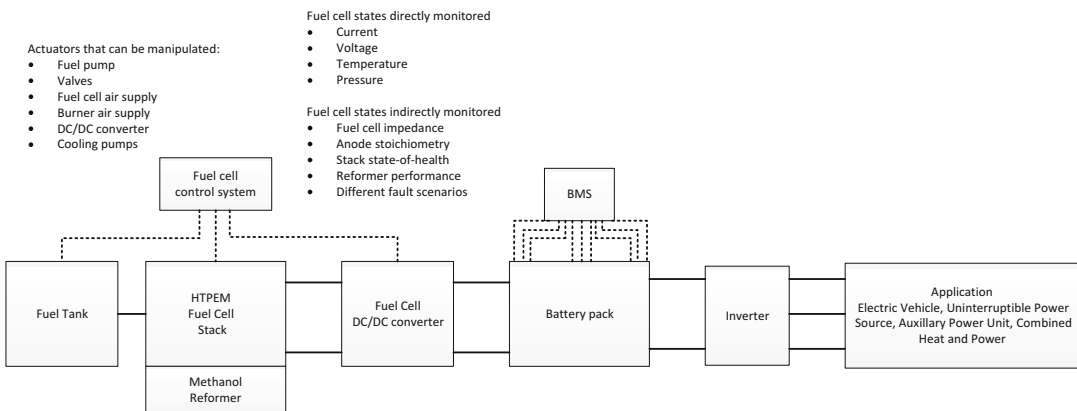 Fuel cell states directly monitored
• Current
• Voltage
• Temperature
• Pressure
Actuators that can be manipulated:
• Fuel pump
• Valves
• Fuel cell air supply
• Burner air supply
• DC/DC converter
• Cooling pumps
Fuel cell states indirectly monitored
• Fuel cell impedance
• Anode stoichiometry
• Stack state-of-health
• Reformer performance
• Different fault scenarios
Fuel cell
control system
BMS
Fuel Tank
HTPEM
Fuel Cell
Stack
Methanol
Reformer
Fuel Cell
DC/DC converter
Battery pack
Inverter
Application
Electric Vehicle, Uninterruptible Power
Source, Auxillary Power Unit, Combined
Heat and Power